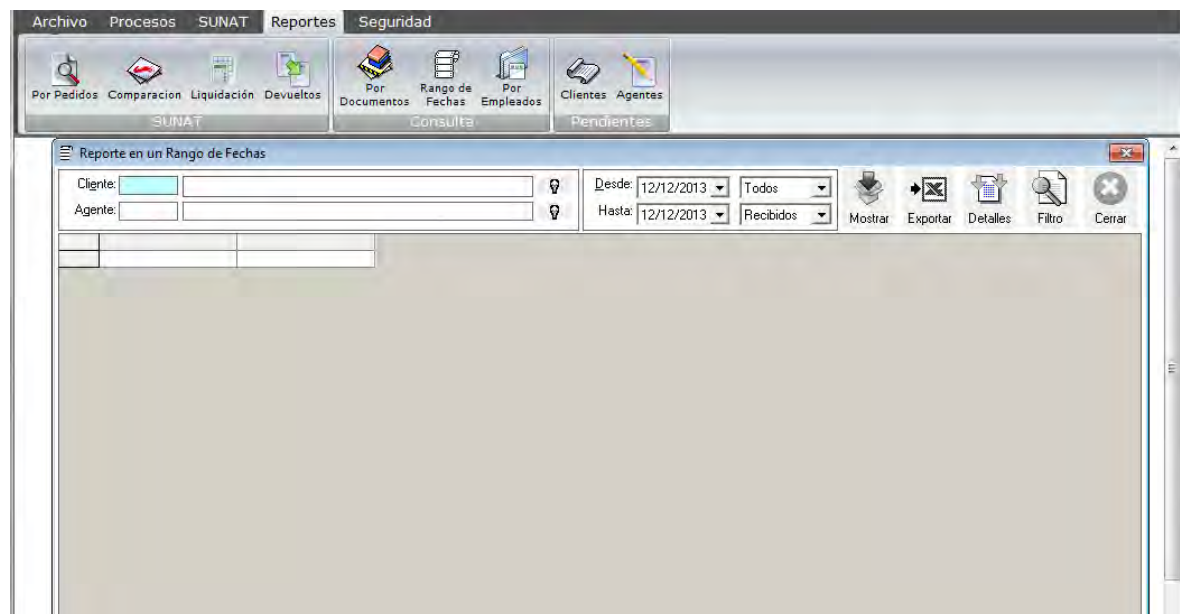 Archivo Procesos SUNAT Reportes Seguridad
Por Pedidos Comparacion Liquidación Devueltos Por Documentos Rango de Fechas Por Empleados Clientes Agentes
SUNAT Consulta Pendientes
Reporte en un Rango de Fechas
Cliente: Desde: 12/12/2013 Todos
Agente: Hasta: 12/12/2013 Recibidos
Mostrar Exportar Detalles Filtro Cerrar